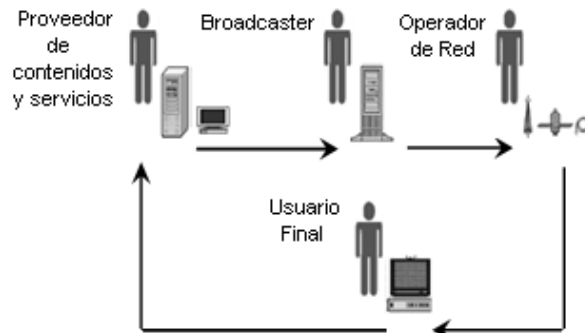 Proveedor
de
contenidos
y servicios
Broadcaster
Operador
de Red
Usuario
Final